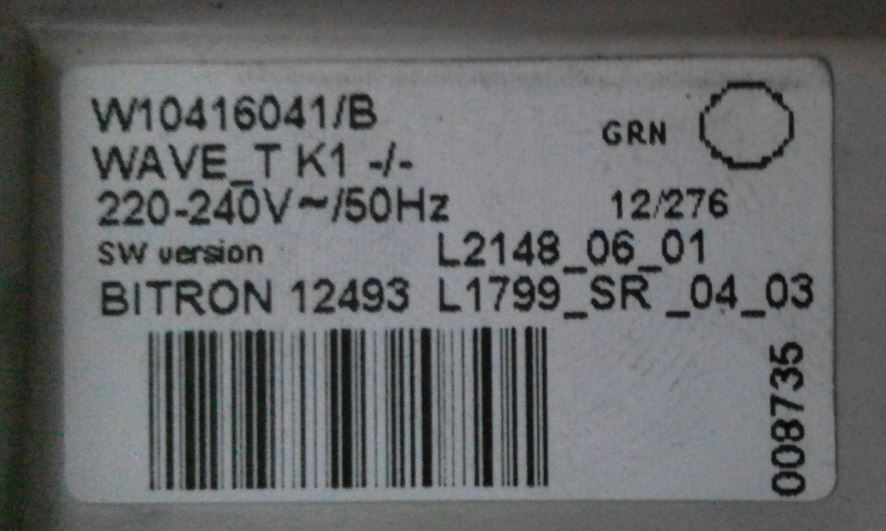 W10416041/B
GRN
WAVE_T K1 -/-
220-240V~/50Hz 12/276
SW version L2148_06_01
BITRON 12493 L1799_SR _04_03
008735